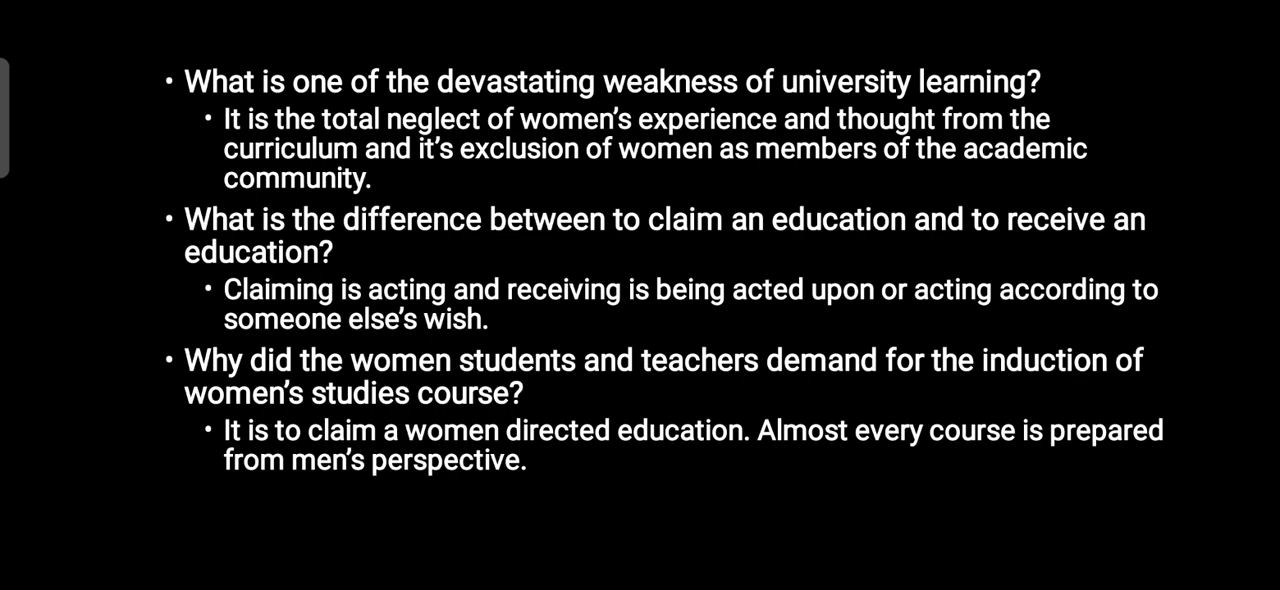 • What is one of the devastating weakness of university learning?
• It is the total neglect of women’s experience and thought from the
curriculum and it’s exclusion of women as members of the academic
community.
• What is the difference between to claim an education and to receive an
education?
• Claiming is acting and receiving is being acted upon or acting according to
someone else’s wish.
• Why did the women students and teachers demand for the induction of
women’s studies course?
• It is to claim a women directed education. Almost every course is prepared
from men’s perspective.